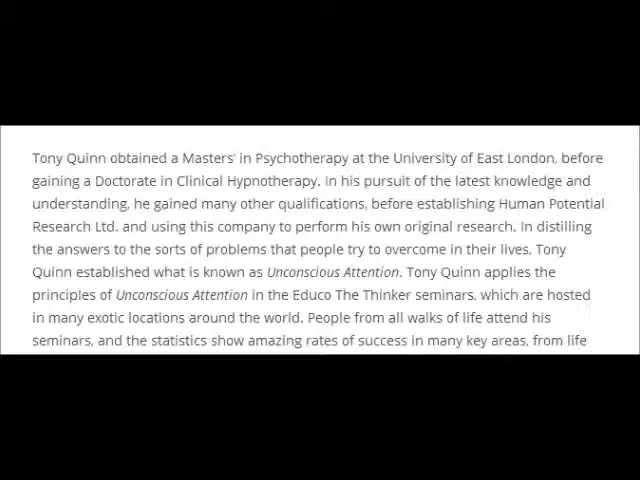 Tony Quinn obtained a Masters' in Psychotherapy at the University of East London, before
gaining a Doctorate in Clinical Hypnotherapy. In his pursuit of the latest knowledge and
understanding, he gained many other qualifications, before establishing Human Potential
Research Ltd. and using this company to perform his own original research. In distilling
the answers to the sorts of problems that people try to overcome in their lives, Tony
Quinn established what is known as Unconscious Attention. Tony Quinn applies the
principles of Unconscious Attention in the Educo The Thinker seminars, which are hosted
in many exotic locations around the world. People from all walks of life attend his
seminars, and the statistics show amazing rates of success in many key areas, from life